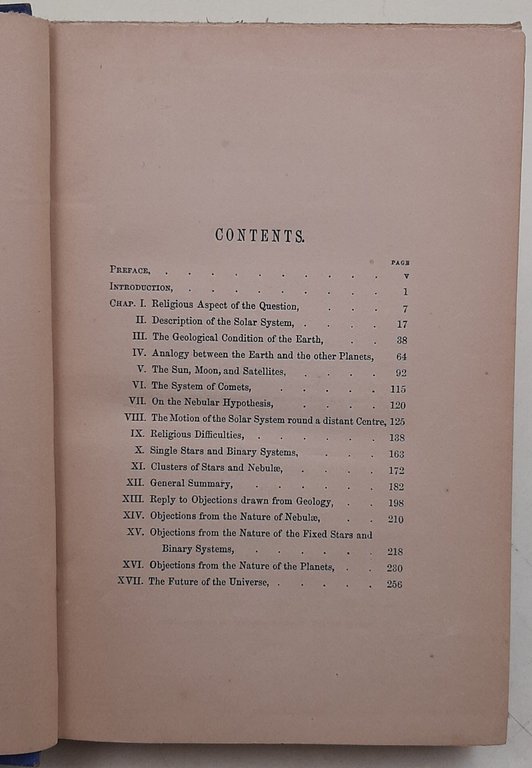 CONTENTS.
PAGE
PREFACE, . . . . . . . . . . v
INTRODUCTION, . . . . . . . . . 1
CHAP. I. Religious Aspect of the Question, . . . . 7
II. Description of the Solar System, . . . . 17
III. The Geological Condition of the Earth, . . . 38
IV. Analogy between the Earth and the other Planets, 64
V. The Sun, Moon, and Satellites, . . . . 92
VI. The System of Comets, . . . . . 115
VII. On the Nebular Hypothesis, . . . . 120
VIII. The Motion of the Solar System round a distant Centre, 125
IX. Religious Difficulties, . . . . . . 138
X. Single Stars and Binary Systems, . . . 163
XI. Clusters of Stars and Nebulæ, . . . . 172
XII. General Summary, . . . . . . 182
XIII. Reply to Objections drawn from Geology, . . 198
XIV. Objections from the Nature of Nebulæ, . . 210
XV. Objections from the Nature of the Fixed Stars and
Binary Systems, . . . . . . 218
XVI. Objections from the Nature of the Planets, . . 230
XVII. The Future of the Universe, . . . . . 256